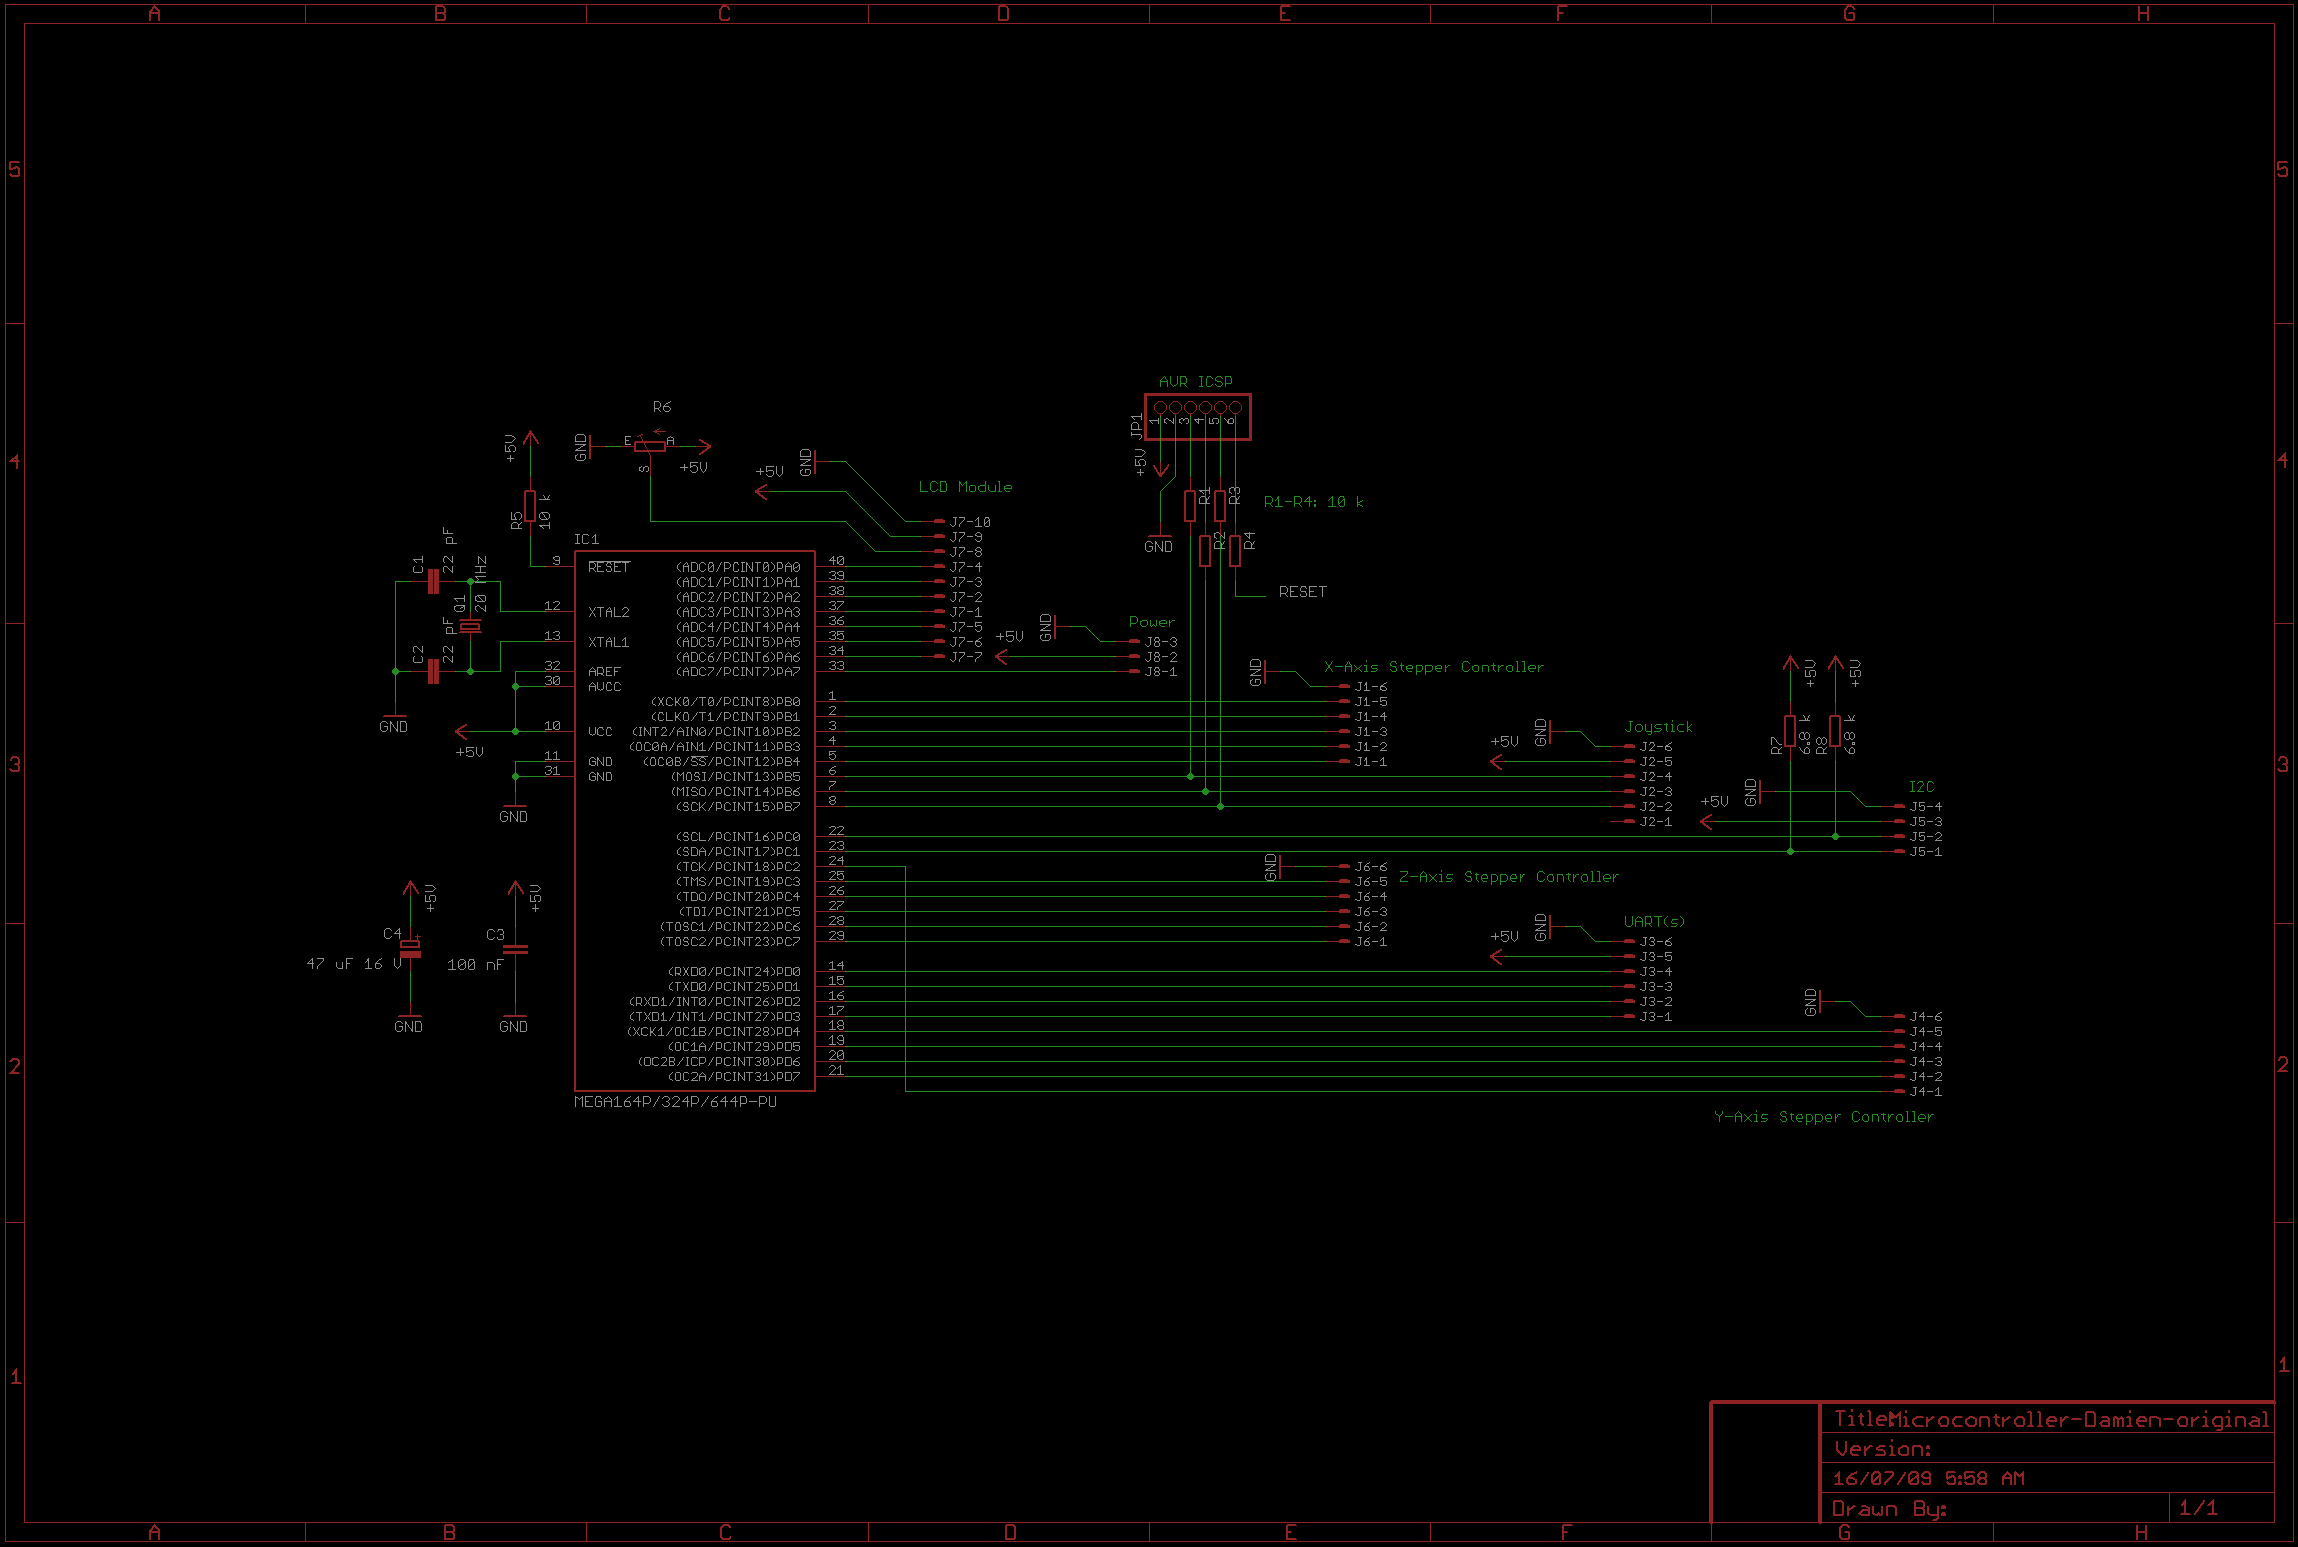 A B C D E F G H
5 5
4 4
3 3
2 2
1 1
AVR ICSP
JP1
1 2 3 4 5 6
+5V
GND
R1
R3
R2
R4
R1-R4: 10 k
RESET
R6
GND
E A
S
+5V
+5V
R5
10 k
+5V
GND
LCD Module
J7-10
J7-9
J7-8
J7-4
J7-3
J7-2
J7-1
J7-5
J7-6
J7-7
C1
22 pF
Q1
20 MHz
C2
22 pF
GND
IC1
9 RESET
12 XTAL2
13 XTAL1
32 AREF
30 AVCC
10 VCC
+5V
11 GND
31 GND
GND
(ADC0/PCINT0)PA0 40
(ADC1/PCINT1)PA1 39
(ADC2/PCINT2)PA2 38
(ADC3/PCINT3)PA3 37
(ADC4/PCINT4)PA4 36
(ADC5/PCINT5)PA5 35
(ADC6/PCINT6)PA6 34
(ADC7/PCINT7)PA7 33
(XCK0/T0/PCINT8)PB0 1
(CLKO/T1/PCINT9)PB1 2
(INT2/AIN0/PCINT10)PB2 3
(OC0A/AIN1/PCINT11)PB3 4
(OC0B/SS/PCINT12)PB4 5
(MOSI/PCINT13)PB5 6
(MISO/PCINT14)PB6 7
(SCK/PCINT15)PB7 8
(SCL/PCINT16)PC0 22
(SDA/PCINT17)PC1 23
(TCK/PCINT18)PC2 24
(TMS/PCINT19)PC3 25
(TDO/PCINT20)PC4 26
(TDI/PCINT21)PC5 27
(TOSC1/PCINT22)PC6 28
(TOSC2/PCINT23)PC7 29
(RXD0/PCINT24)PD0 14
(TXD0/PCINT25)PD1 15
(RXD1/INT0/PCINT26)PD2 16
(TXD1/INT1/PCINT27)PD3 17
(XCK1/OC1B/PCINT28)PD4 18
(OC1A/PCINT29)PD5 19
(OC2B/ICP/PCINT30)PD6 20
(OC2A/PCINT31)PD7 21
MEGA164P/324P/644P-PU
+5V
C4
+
47 uF 16 V
GND
+5V
C3
100 nF
GND
Power
GND
+5V
J8-3
J8-2
J8-1
X-Axis Stepper Controller
GND
J1-6
J1-5
J1-4
J1-3
J1-2
J1-1
Joystick
GND
+5V
J2-6
J2-5
J2-4
J2-3
J2-2
J2-1
+5V
+5V
R7
6.8 k
R8
6.8 k
I2C
GND
+5V
J5-4
J5-3
J5-2
J5-1
Z-Axis Stepper Controller
GND
J6-6
J6-5
J6-4
J6-3
J6-2
J6-1
UART(s)
GND
+5V
J3-6
J3-5
J3-4
J3-3
J3-2
J3-1
GND
J4-6
J4-5
J4-4
J4-3
J4-2
J4-1
Y-Axis Stepper Controller
Title:Microcontroller-Damien-original
Version:
16/07/09 5:58 AM
Drawn By:
1/1
A B C D E F G H